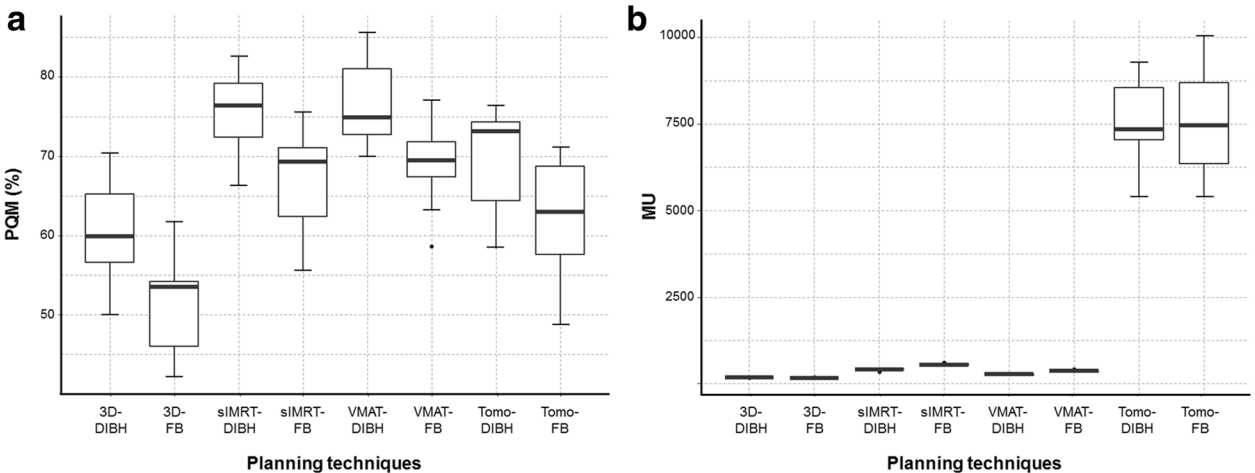 a
PQM (%)
80
70
60
50
3D-DIBH
3D-FB
sIMRT-DIBH
sIMRT-FB
VMAT-DIBH
VMAT-FB
Tomo-DIBH
Tomo-FB
Planning techniques
b
MU
10000
7500
5000
2500
3D-DIBH
3D-FB
sIMRT-DIBH
sIMRT-FB
VMAT-DIBH
VMAT-FB
Tomo-DIBH
Tomo-FB
Planning techniques